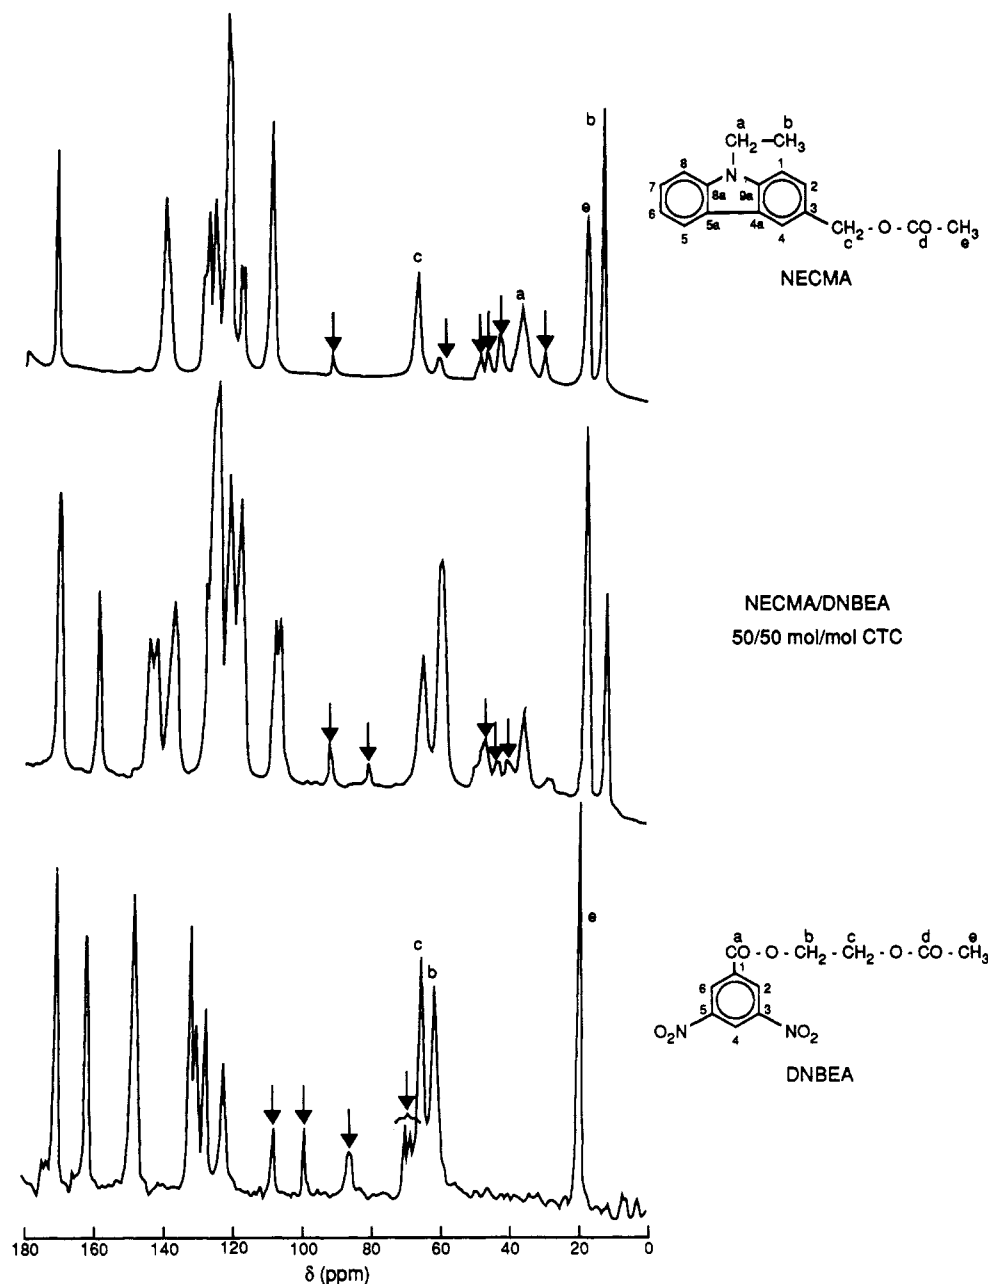 b
e
c
a
a b
CH₂—CH₃
8 N 1
7 8a 9a 2
6 5a 4a 3
5 4
CH₂ - O - CO - CH₃
c d e
NECMA
NECMA/DNBEA
50/50 mol/mol CTC
e
c
b
a b c d e
CO - O - CH₂ - CH₂ - O - CO - CH₃
1
6 2
5 3
O₂N 4 NO₂
DNBEA
180 160 140 120 100 80 60 40 20 0
δ (ppm)